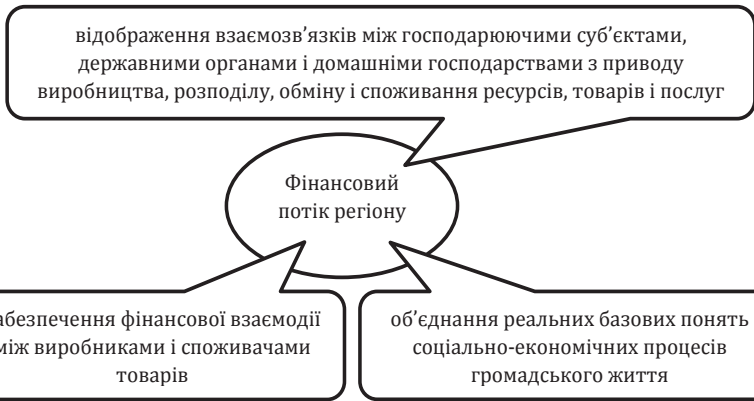 відображення взаємозв’язків між господарюючими суб’єктами,
державними органами і домашніми господарствами з приводу
виробництва, розподілу, обміну і споживання ресурсів, товарів і послуг
Фінансовий
потік регіону
абезпечення фінансової взаємодії
між виробниками і споживачами
товарів
об’єднання реальних базових понять
соціально-економічних процесів
громадського життя